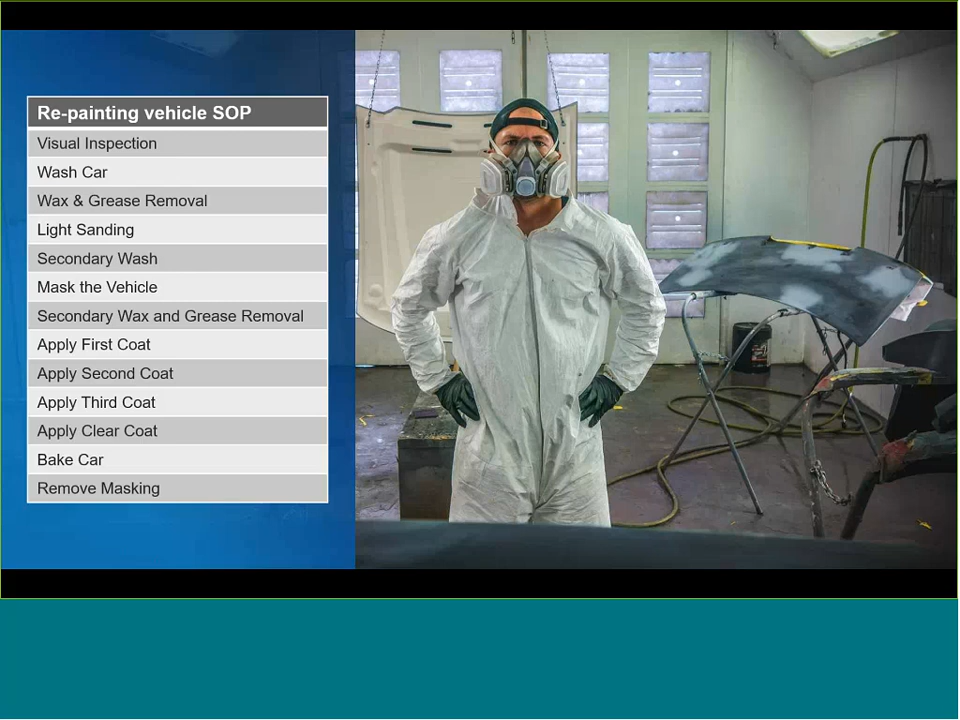 Re-painting vehicle SOP
Visual Inspection
Wash Car
Wax & Grease Removal
Light Sanding
Secondary Wash
Mask the Vehicle
Secondary Wax and Grease Removal
Apply First Coat
Apply Second Coat
Apply Third Coat
Apply Clear Coat
Bake Car
Remove Masking